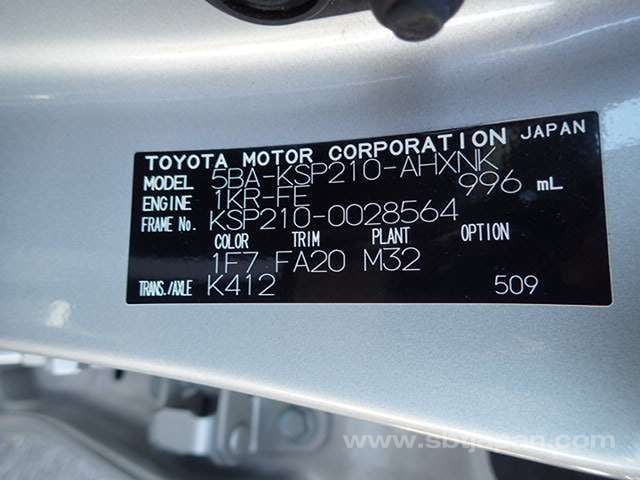 TOYOTA MOTOR CORPORATION JAPAN
MODEL 5BA-KSP210-AHXNK
ENGINE 1KR-FE 996 mL
FRAME No. KSP210-0028564
COLOR TRIM PLANT OPTION
1F7 FA20 M32
TRANS./AXLE K412 509
www.sbtjapan.com